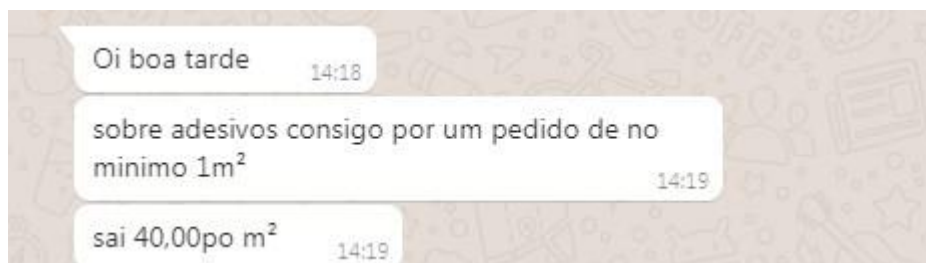 Oi boa tarde
14:18
sobre adesivos consigo por um pedido de no
minimo 1m²
14:19
sai 40,00po m²
14:19